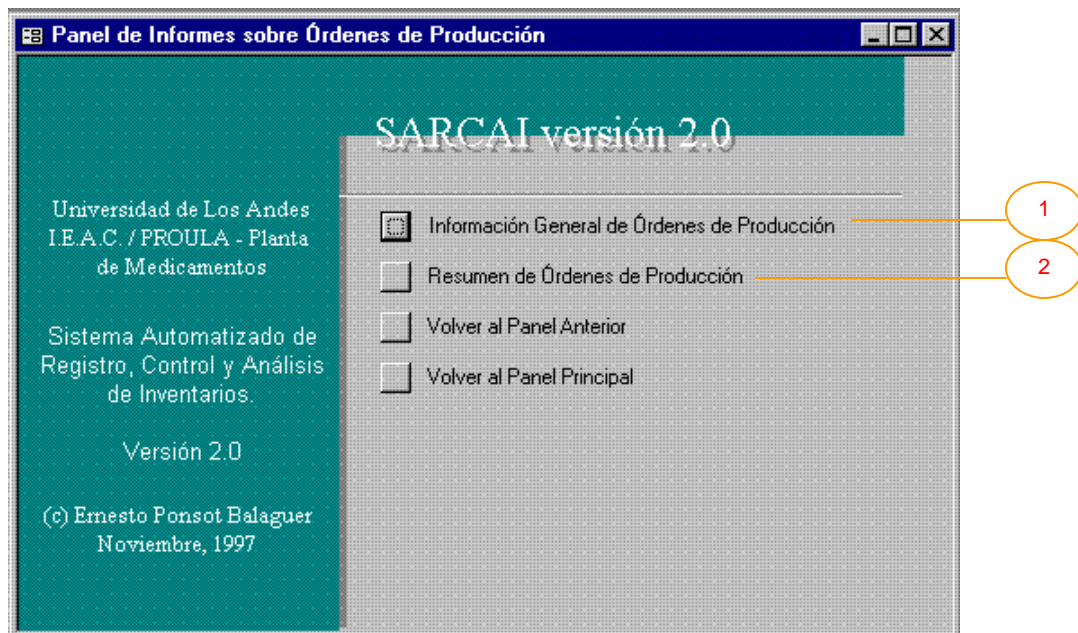 Panel de Informes sobre Órdenes de Producción
SARCAI versión 2.0
Universidad de Los Andes
I.E.A.C. / PROULA - Planta
de Medicamentos
Sistema Automatizado de
Registro, Control y Análisis
de Inventarios.
Versión 2.0
(c) Ernesto Ponsot Balaguer
Noviembre, 1997
Información General de Órdenes de Producción
Resumen de Órdenes de Producción
Volver al Panel Anterior
Volver al Panel Principal
1
2